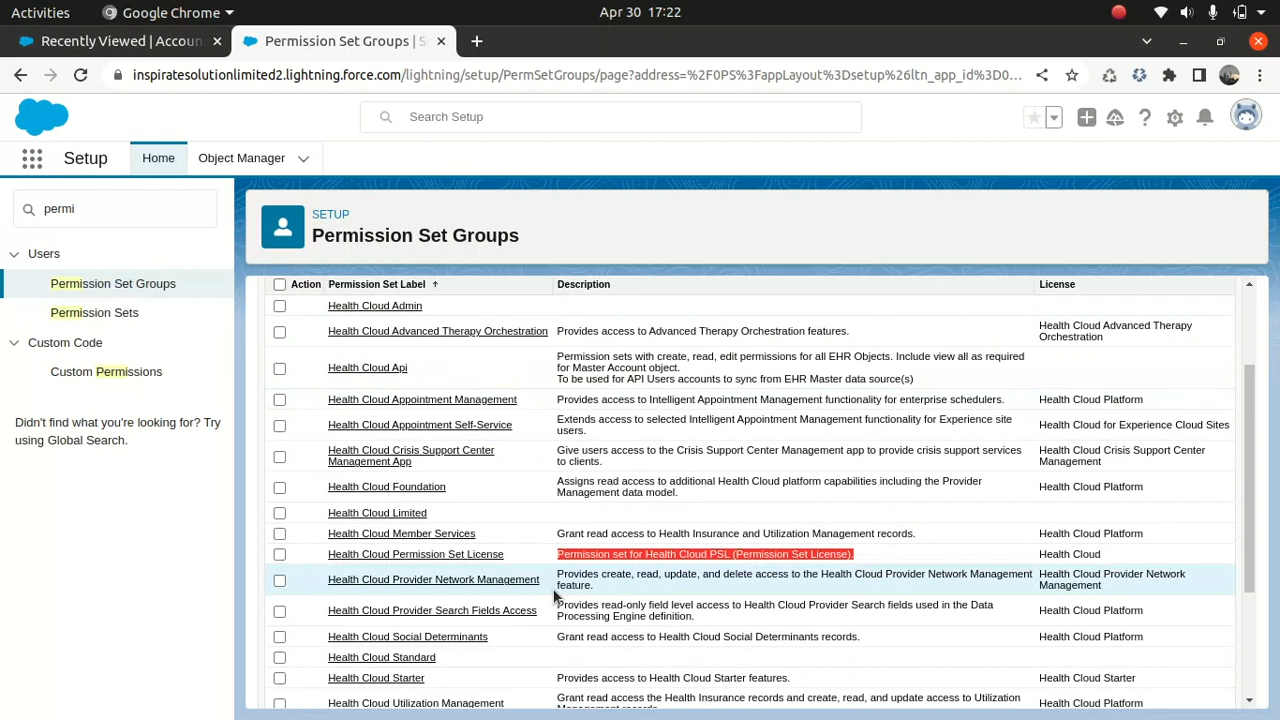 Activities
Google Chrome
Apr 30 17:22
Recently Viewed | Accoun
Permission Set Groups | S
inspiratesolutionlimited2.lightning.force.com/lightning/setup/PermSetGroups/page?address=%2F0PS%3FappLayout%3Dsetup%26ltn_app_id%3D0...
Search Setup
Setup
Home
Object Manager
permi
Users
Permission Set Groups
Permission Sets
Custom Code
Custom Permissions
Didn't find what you're looking for? Try
using Global Search.
SETUP
Permission Set Groups
Action Permission Set Label Description License
Health Cloud Admin
Health Cloud Advanced Therapy Orchestration Provides access to Advanced Therapy Orchestration features. Health Cloud Advanced Therapy
Orchestration
Health Cloud Api Permission sets with create, read, edit permissions for all EHR Objects. Include view all as required
for Master Account object.
To be used for API Users accounts to sync from EHR Master data source(s)
Health Cloud Appointment Management Provides access to Intelligent Appointment Management functionality for enterprise schedulers. Health Cloud Platform
Health Cloud Appointment Self-Service Extends access to selected Intelligent Appointment Management functionality for Experience site Health Cloud for Experience Cloud Sites
users.
Health Cloud Crisis Support Center Give users access to the Crisis Support Center Management app to provide crisis support services Health Cloud Crisis Support Center
Management App to clients. Management
Health Cloud Foundation Assigns read access to additional Health Cloud platform capabilities including the Provider Health Cloud Platform
Management data model.
Health Cloud Limited
Health Cloud Member Services Grant read access to Health Insurance and Utilization Management records. Health Cloud Platform
Health Cloud Permission Set License Permission set for Health Cloud PSL (Permission Set License). Health Cloud
Health Cloud Provider Network Management Provides create, read, update, and delete access to the Health Cloud Provider Network Management Health Cloud Provider Network
feature. Management
Health Cloud Provider Search Fields Access Provides read-only field level access to Health Cloud Provider Search fields used in the Data Health Cloud Platform
Processing Engine definition.
Health Cloud Social Determinants Grant read access to Health Cloud Social Determinants records. Health Cloud Platform
Health Cloud Standard
Health Cloud Starter Provides access to Health Cloud Starter features. Health Cloud Starter
Health Cloud Utilization Management Grant read access the Health Insurance records and create, read, and update access to Utilization Health Cloud Platform
Management records.